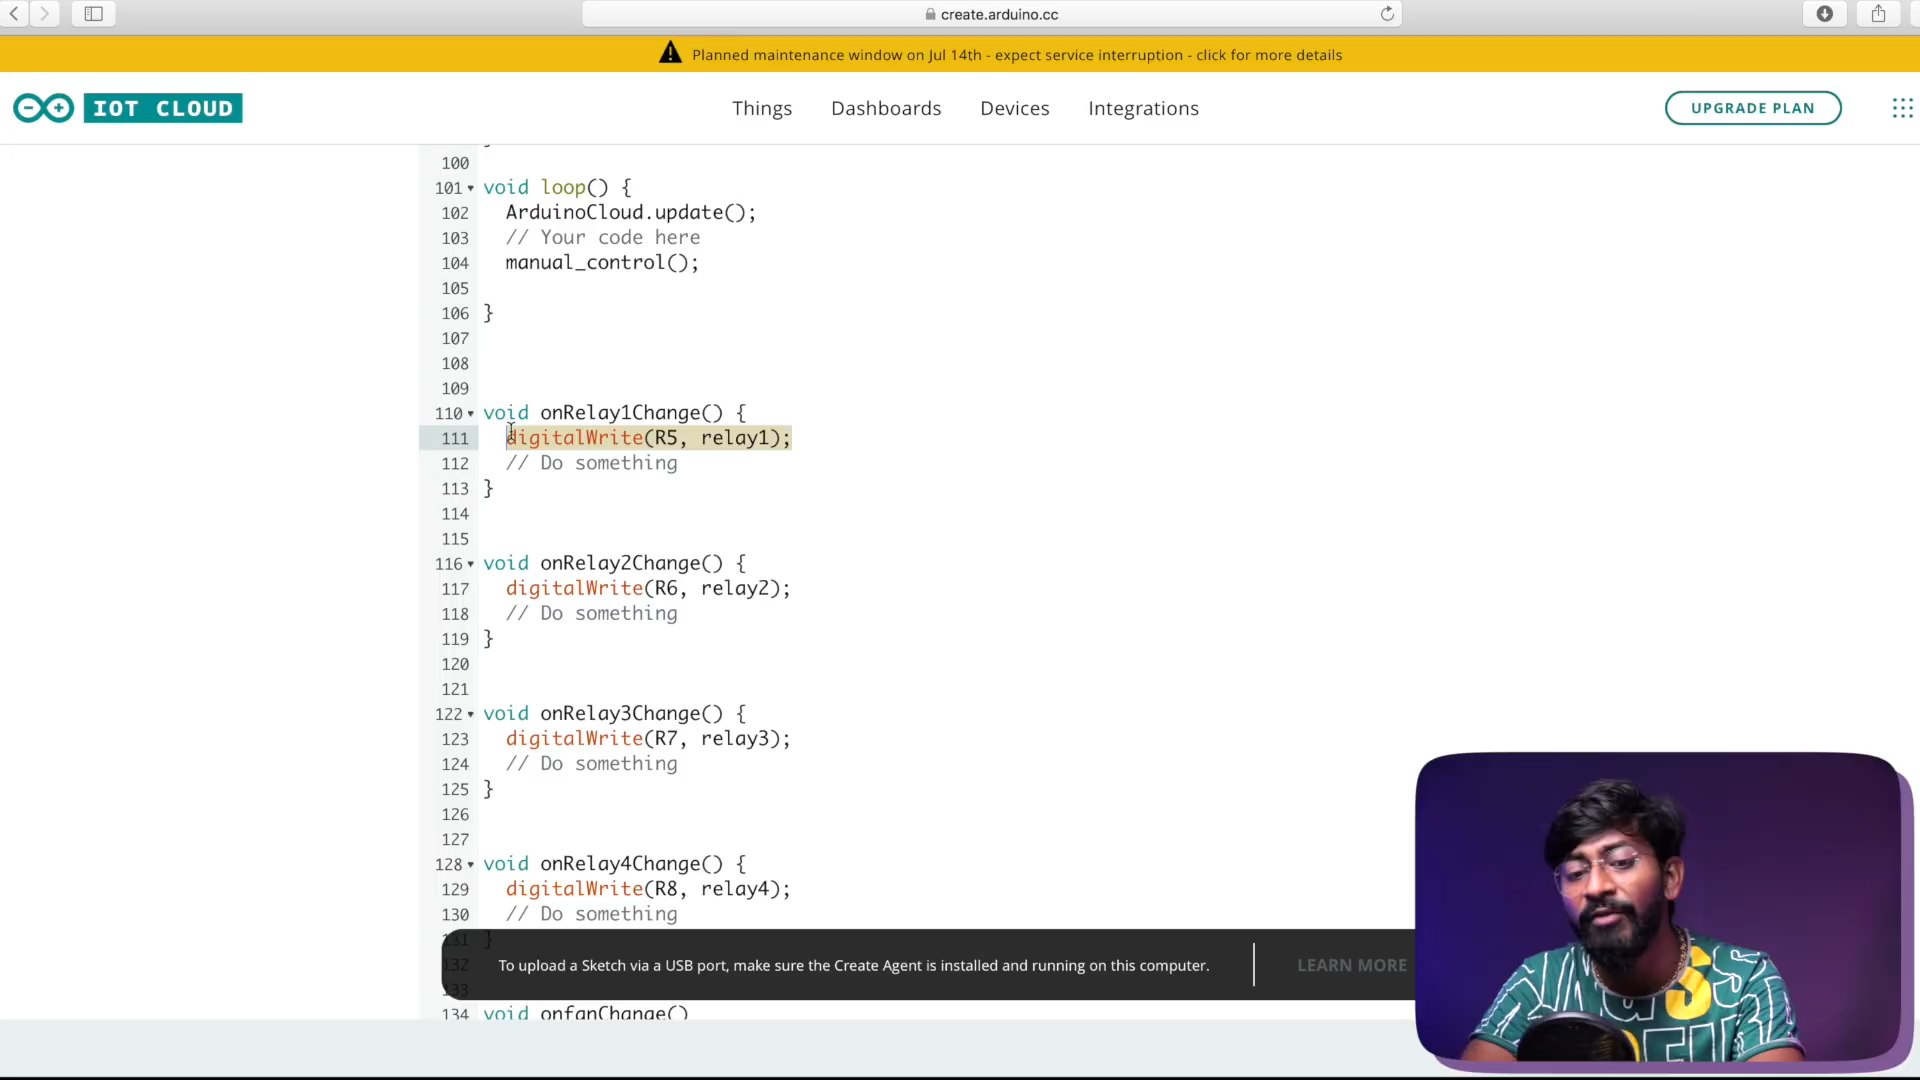 create.arduino.cc
Planned maintenance window on Jul 14th - expect service interruption - click for more details
IOT CLOUD
Things
Dashboards
Devices
Integrations
UPGRADE PLAN
100
101 void loop() {
102 ArduinoCloud.update();
103 // Your code here
104 manual_control();
105
106 }
107
108
109
110 void onRelay1Change() {
111 digitalWrite(R5, relay1);
112 // Do something
113 }
114
115
116 void onRelay2Change() {
117 digitalWrite(R6, relay2);
118 // Do something
119 }
120
121
122 void onRelay3Change() {
123 digitalWrite(R7, relay3);
124 // Do something
125 }
126
127
128 void onRelay4Change() {
129 digitalWrite(R8, relay4);
130 // Do something
131 }
132
To upload a Sketch via a USB port, make sure the Create Agent is installed and running on this computer.
LEARN MORE
133
134 void onfanChange()